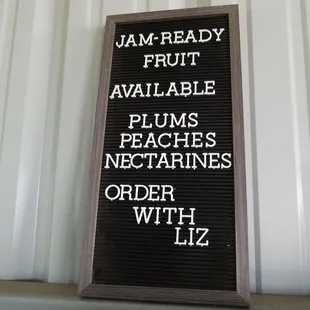 JAM-READY
FRUIT
AVAILABLE
PLUMS
PEACHES
NECTARINES
ORDER
WITH
LIZ